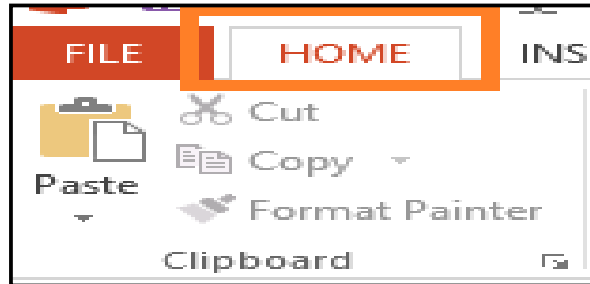 FILE HOME INS
Cut
Copy
Paste
Format Painter
Clipboard